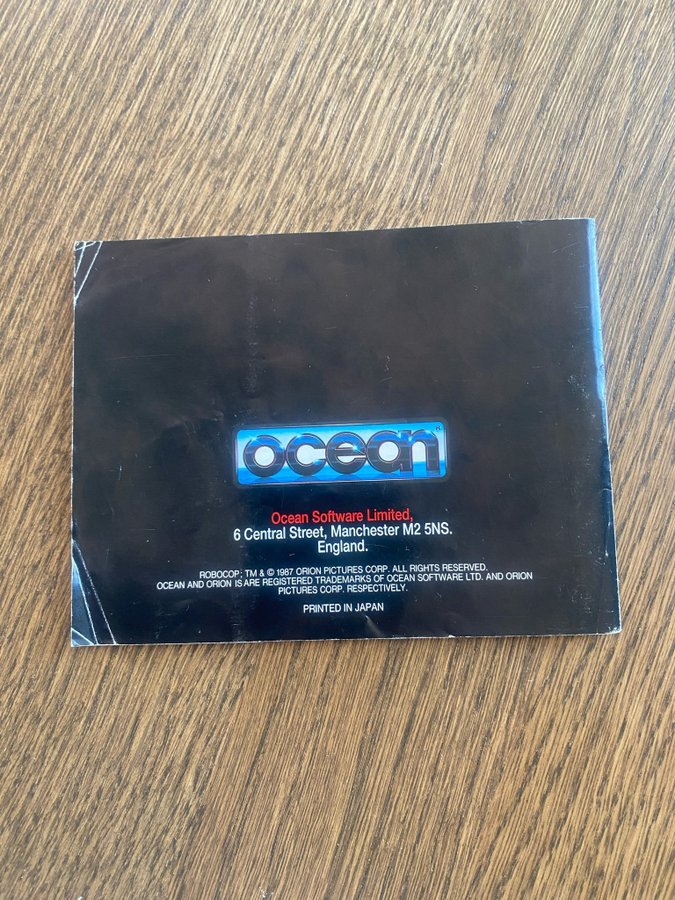 ocean
Ocean Software Limited,
6 Central Street, Manchester M2 5NS.
England.
ROBOCOP: TM & © 1987 ORION PICTURES CORP. ALL RIGHTS RESERVED.
OCEAN AND ORION IS ARE REGISTERED TRADEMARKS OF OCEAN SOFTWARE LTD. AND ORION
PICTURES CORP. RESPECTIVELY.
PRINTED IN JAPAN